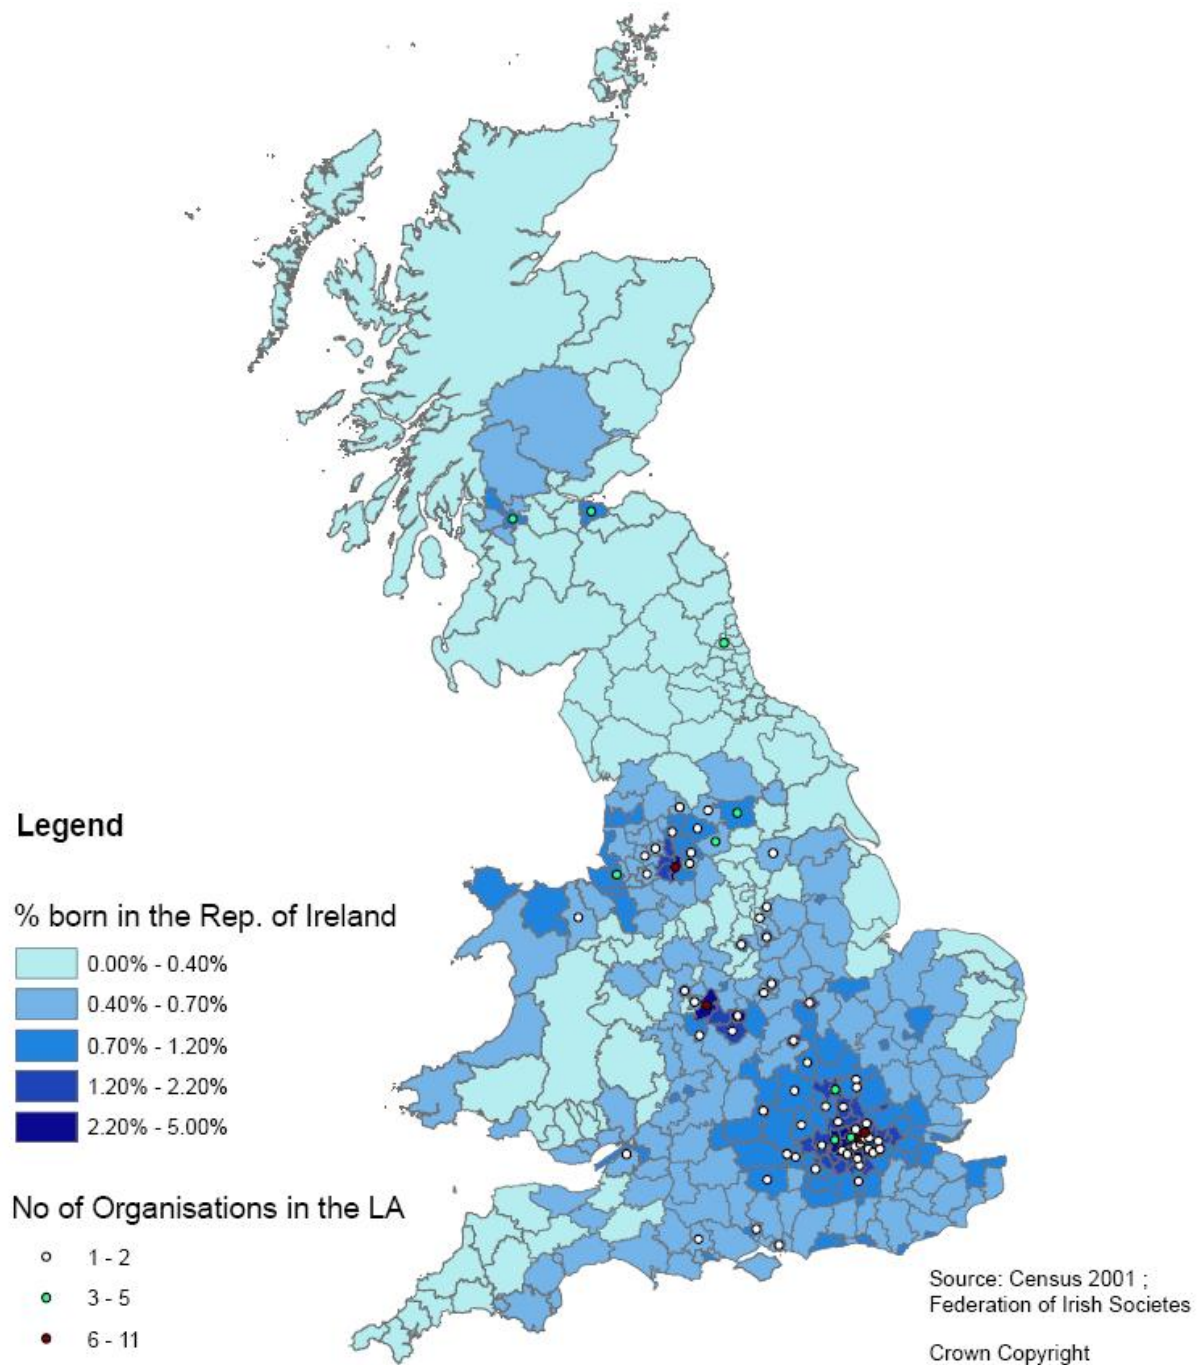 Legend
% born in the Rep. of Ireland
0.00% - 0.40%
0.40% - 0.70%
0.70% - 1.20%
1.20% - 2.20%
2.20% - 5.00%
No of Organisations in the LA
1 - 2
3 - 5
6 - 11
Source: Census 2001 ;
Federation of Irish Societes
Crown Copyright